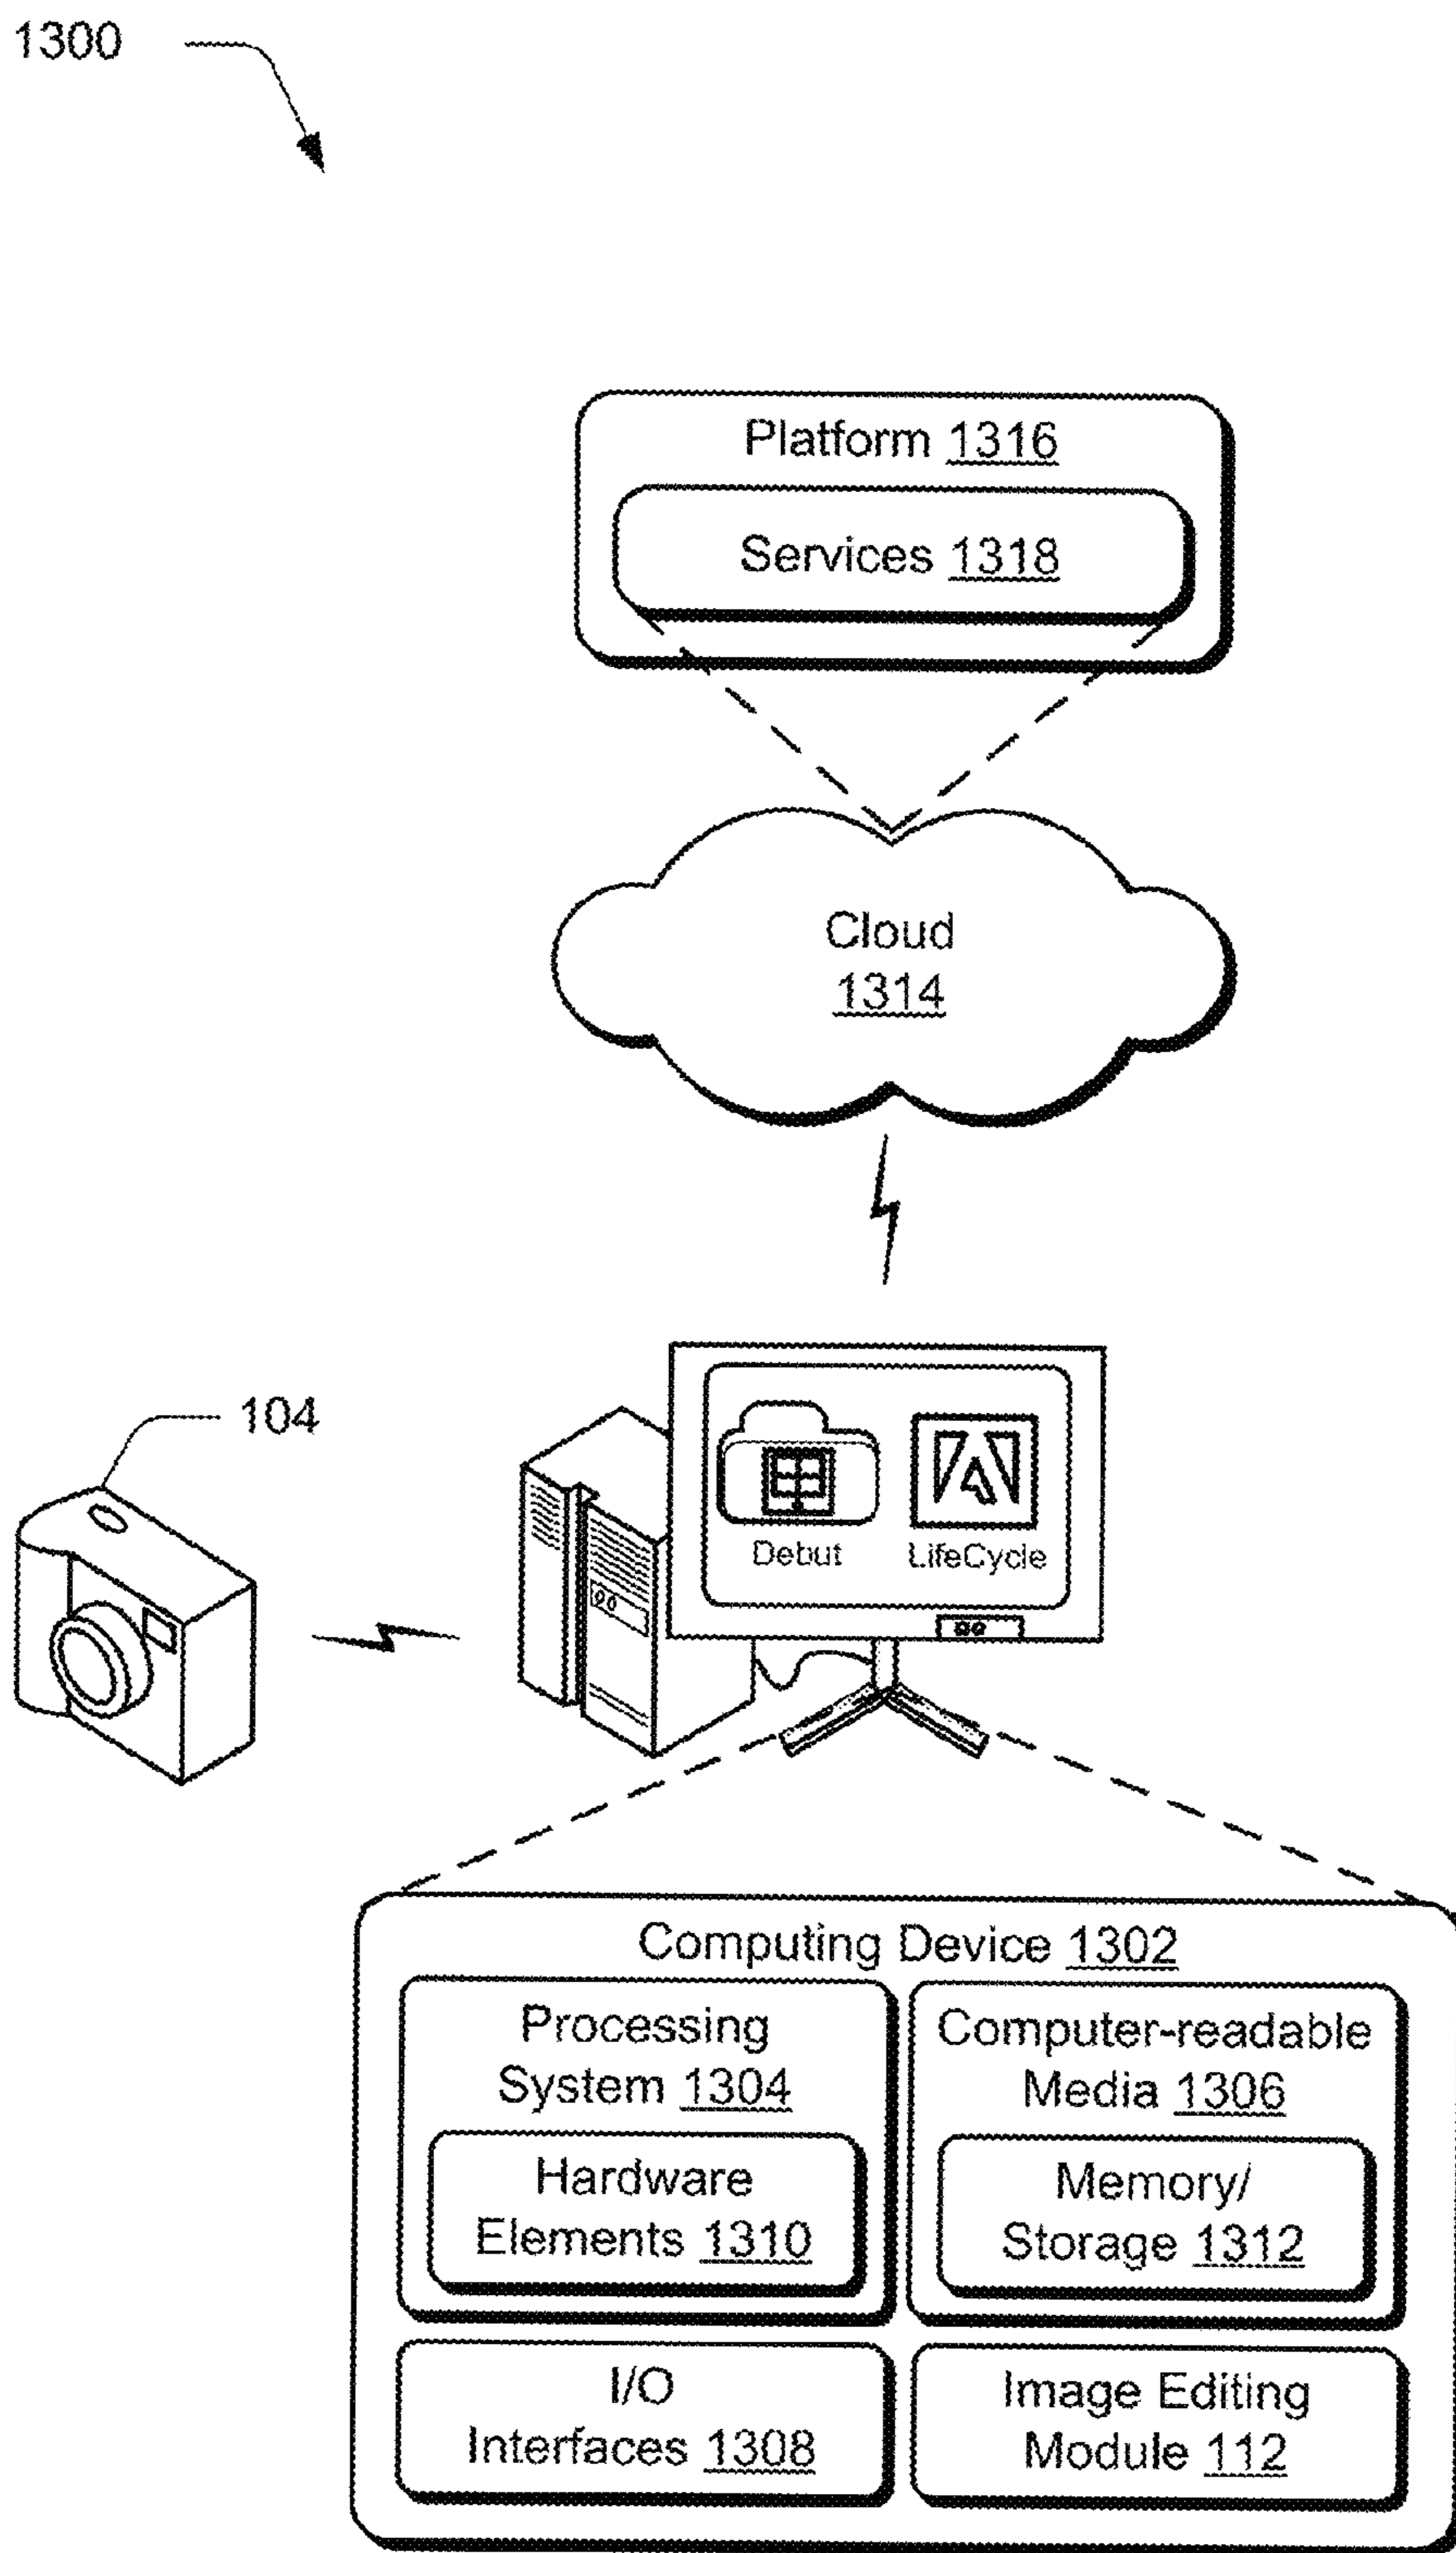 1300
Platform 1316
Services 1318
Cloud
1314
104
Debut LifeCycle
Computing Device 1302
Processing
System 1304
Computer-readable
Media 1306
Hardware
Elements 1310
Memory/
Storage 1312
I/O
Interfaces 1308
Image Editing
Module 112